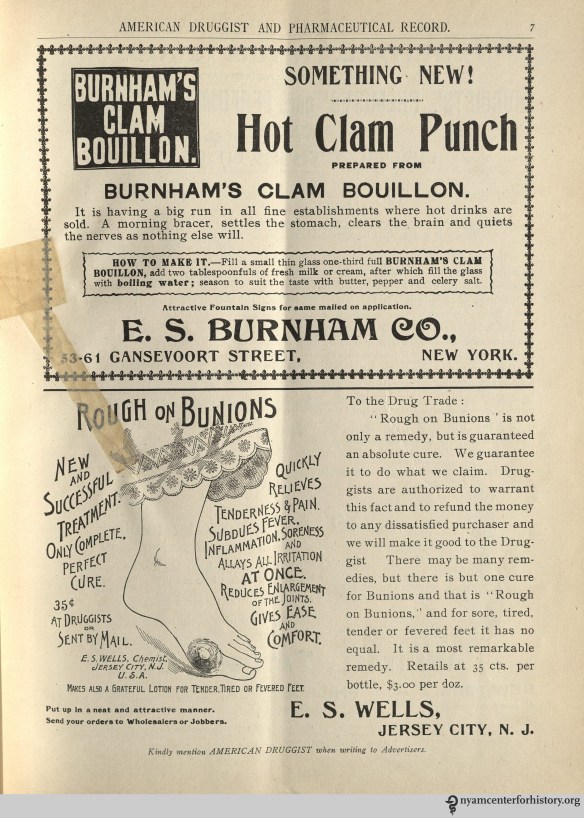 AMERICAN DRUGGIST AND PHARMACEUTICAL RECORD. 7
BURNHAM'S
CLAM
BOUILLON.
SOMETHING NEW!
Hot Clam Punch
PREPARED FROM
BURNHAM'S CLAM BOUILLON.
It is having a big run in all fine establishments where hot drinks are
sold. A morning bracer, settles the stomach, clears the brain and quiets
the nerves as nothing else will.
HOW TO MAKE IT.—Fill a small thin glass one-third full BURNHAM'S CLAM
BOUILLON, add two tablespoonfuls of fresh milk or cream, after which fill the glass
with boiling water; season to suit the taste with butter, pepper and celery salt.
Attractive Fountain Signs for same mailed on application.
E. S. BURNHAM CO.,
53-61 GANSEVOORT STREET, NEW YORK.
ROUGH ON BUNIONS
NEW
AND
SUCCESSFUL
TREATMENT.
ONLY COMPLETE,
PERFECT
CURE.
35¢
AT DRUGGISTS
OR
SENT BY MAIL.
E. S. WELLS, Chemist.
JERSEY CITY, N.J.
U.S.A.
QUICKLY
RELIEVES
TENDERNESS & PAIN.
SUBDUES FEVER,
INFLAMMATION, SORENESS
AND
ALLAYS ALL IRRITATION
AT ONCE.
REDUCES ENLARGEMENT
OF THE JOINTS.
GIVES EASE
AND
COMFORT.
MAKES ALSO A GRATEFUL LOTION FOR TENDER, TIRED OR FEVERED FEET.
To the Drug Trade:
"Rough on Bunions' is not
only a remedy, but is guaranteed
an absolute cure. We guarantee
it to do what we claim. Drug-
gists are authorized to warrant
this fact and to refund the money
to any dissatisfied purchaser and
we will make it good to the Drug-
gist There may be many rem-
edies, but there is but one cure
for Bunions and that is "Rough
on Bunions," and for sore, tired,
tender or fevered feet it has no
equal. It is a most remarkable
remedy. Retails at 35 cts. per
bottle, $3.00 per doz.
Put up in a neat and attractive manner.
Send your orders to Wholesalers or Jobbers.
E. S. WELLS,
JERSEY CITY, N. J.
Kindly mention AMERICAN DRUGGIST when writing to Advertisers.
nyamcenterforhistory.org